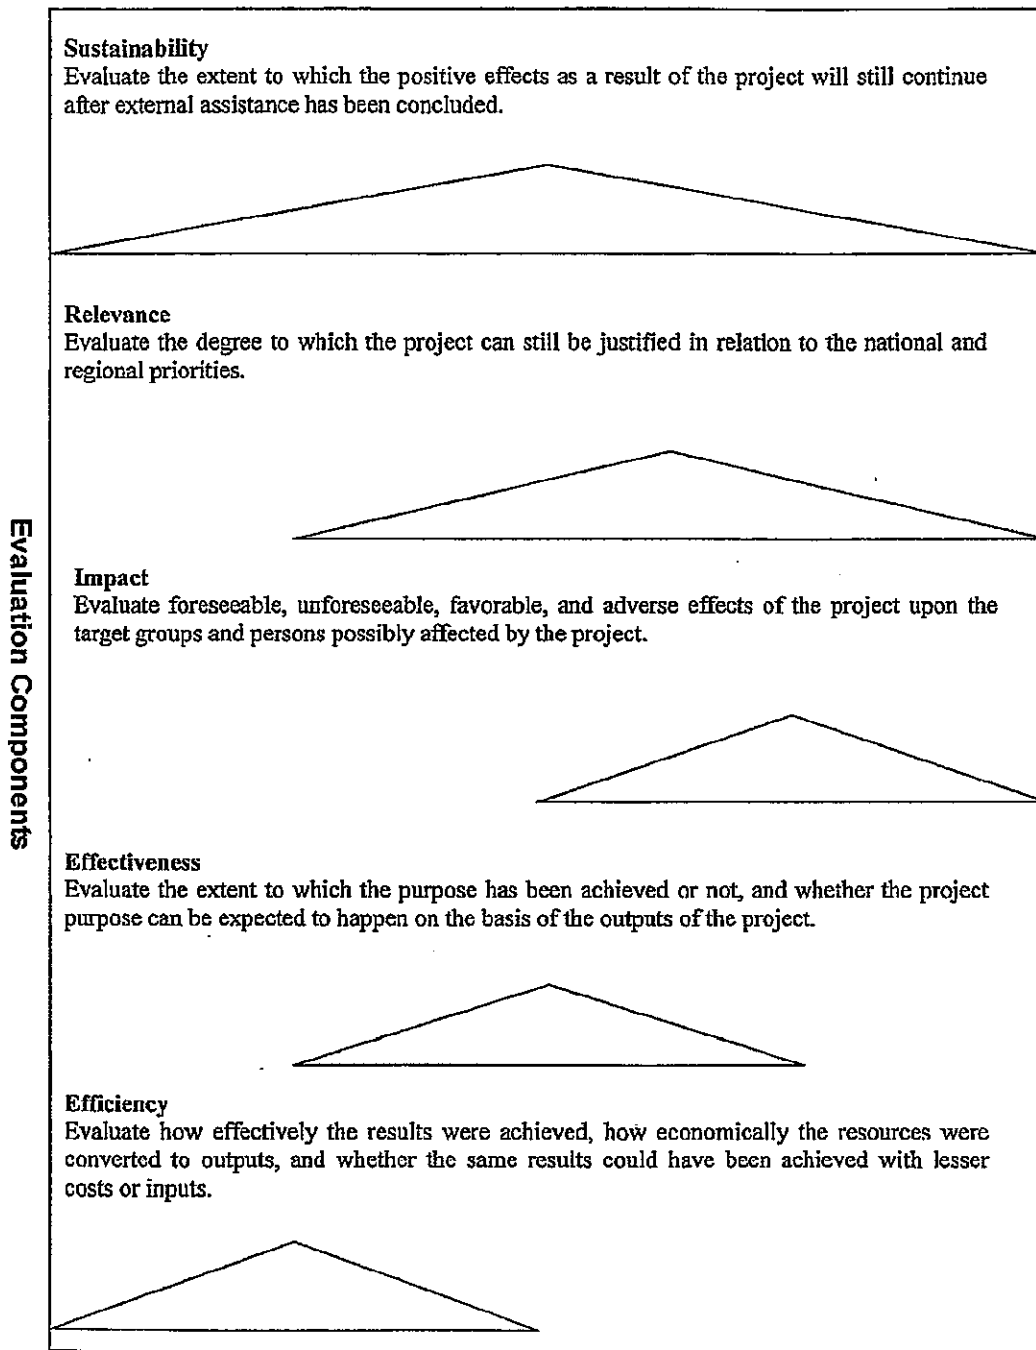 Sustainability
Evaluate the extent to which the positive effects as a result of the project will still continue
after external assistance has been concluded.
Relevance
Evaluate the degree to which the project can still be justified in relation to the national and
regional priorities.
Evaluation Components
Impact
Evaluate foreseeable, unforeseeable, favorable, and adverse effects of the project upon the
target groups and persons possibly affected by the project.
Effectiveness
Evaluate the extent to which the purpose has been achieved or not, and whether the project
purpose can be expected to happen on the basis of the outputs of the project.
Efficiency
Evaluate how effectively the results were achieved, how economically the resources were
converted to outputs, and whether the same results could have been achieved with lesser
costs or inputs.